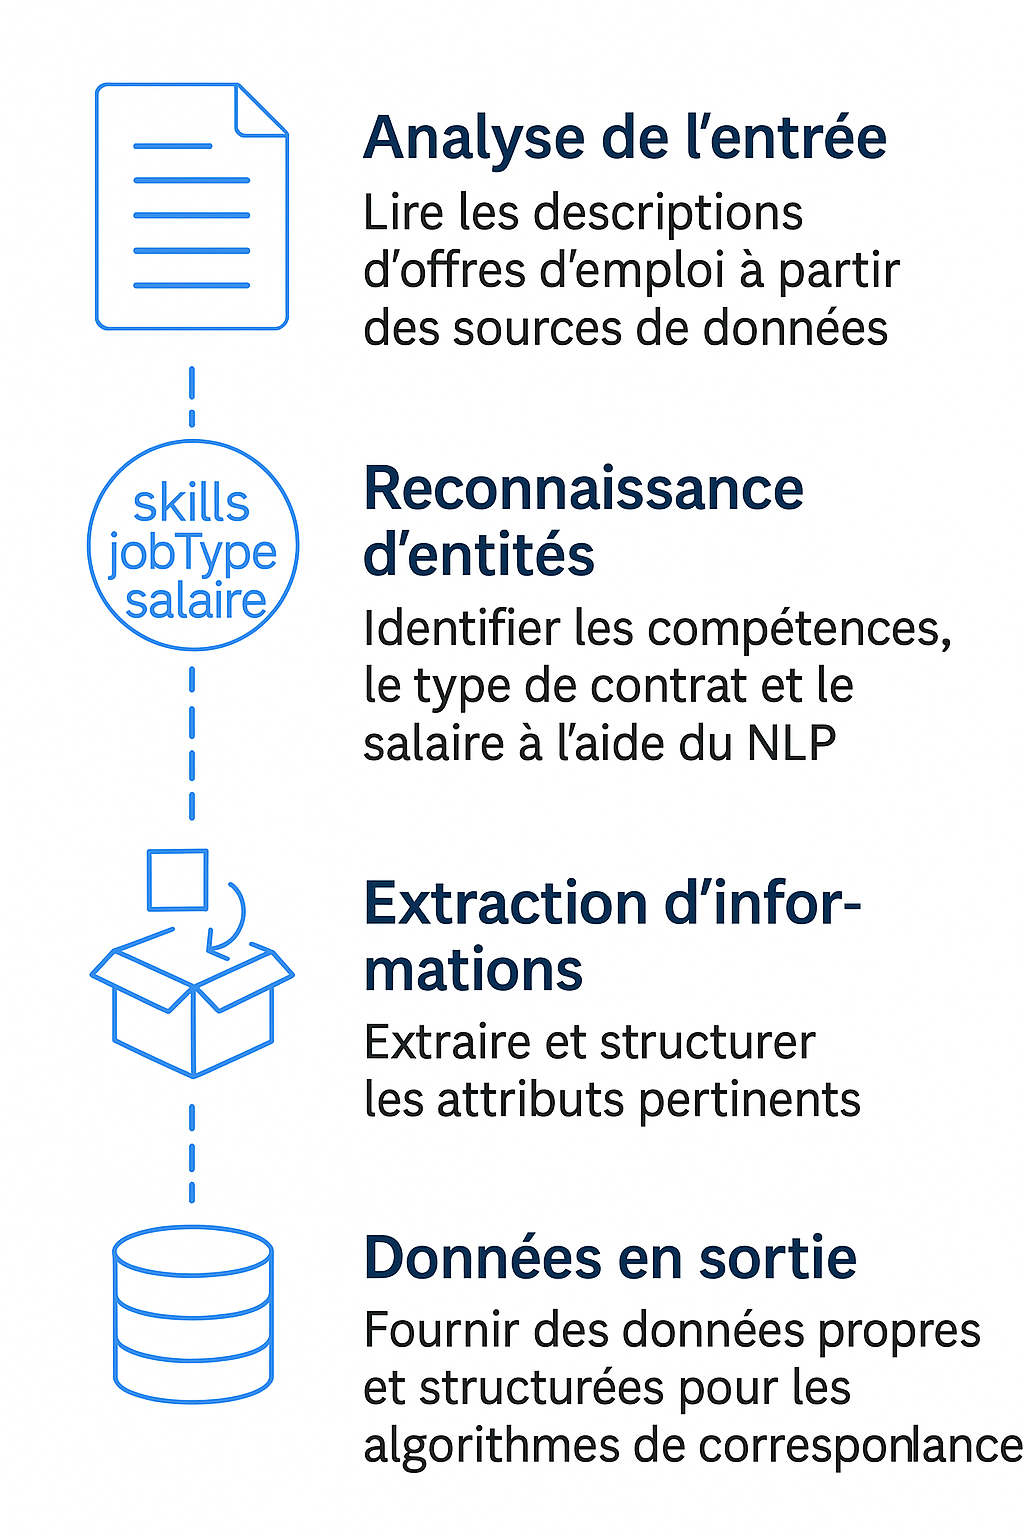 Analyse de l'entrée
Lire les descriptions
d'offres d'emploi à partir
des sources de données
skills
jobType
salaire
Reconnaissance
d'entités
Identifier les compétences,
le type de contrat et le
salaire à l'aide du NLP
Extraction d'infor-
mations
Extraire et structurer
les attributs pertinents
Données en sortie
Fournir des données propres
et structurées pour les
algorithmes de corresponlance